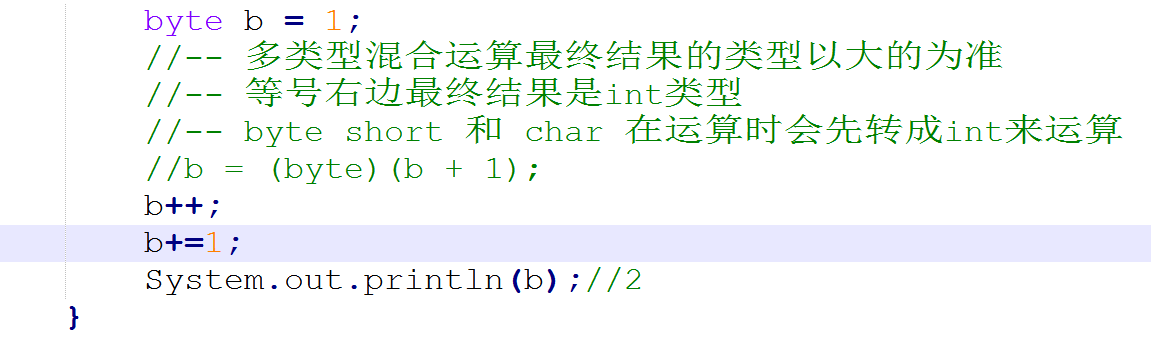 byte b = 1;
//-- 多类型混合运算最终结果的类型以大的为准
//-- 等号右边最终结果是int类型
//-- byte short 和 char 在运算时会先转成int来运算
//b = (byte)(b + 1);
b++;
b+=1;
System.out.println(b);//2
}